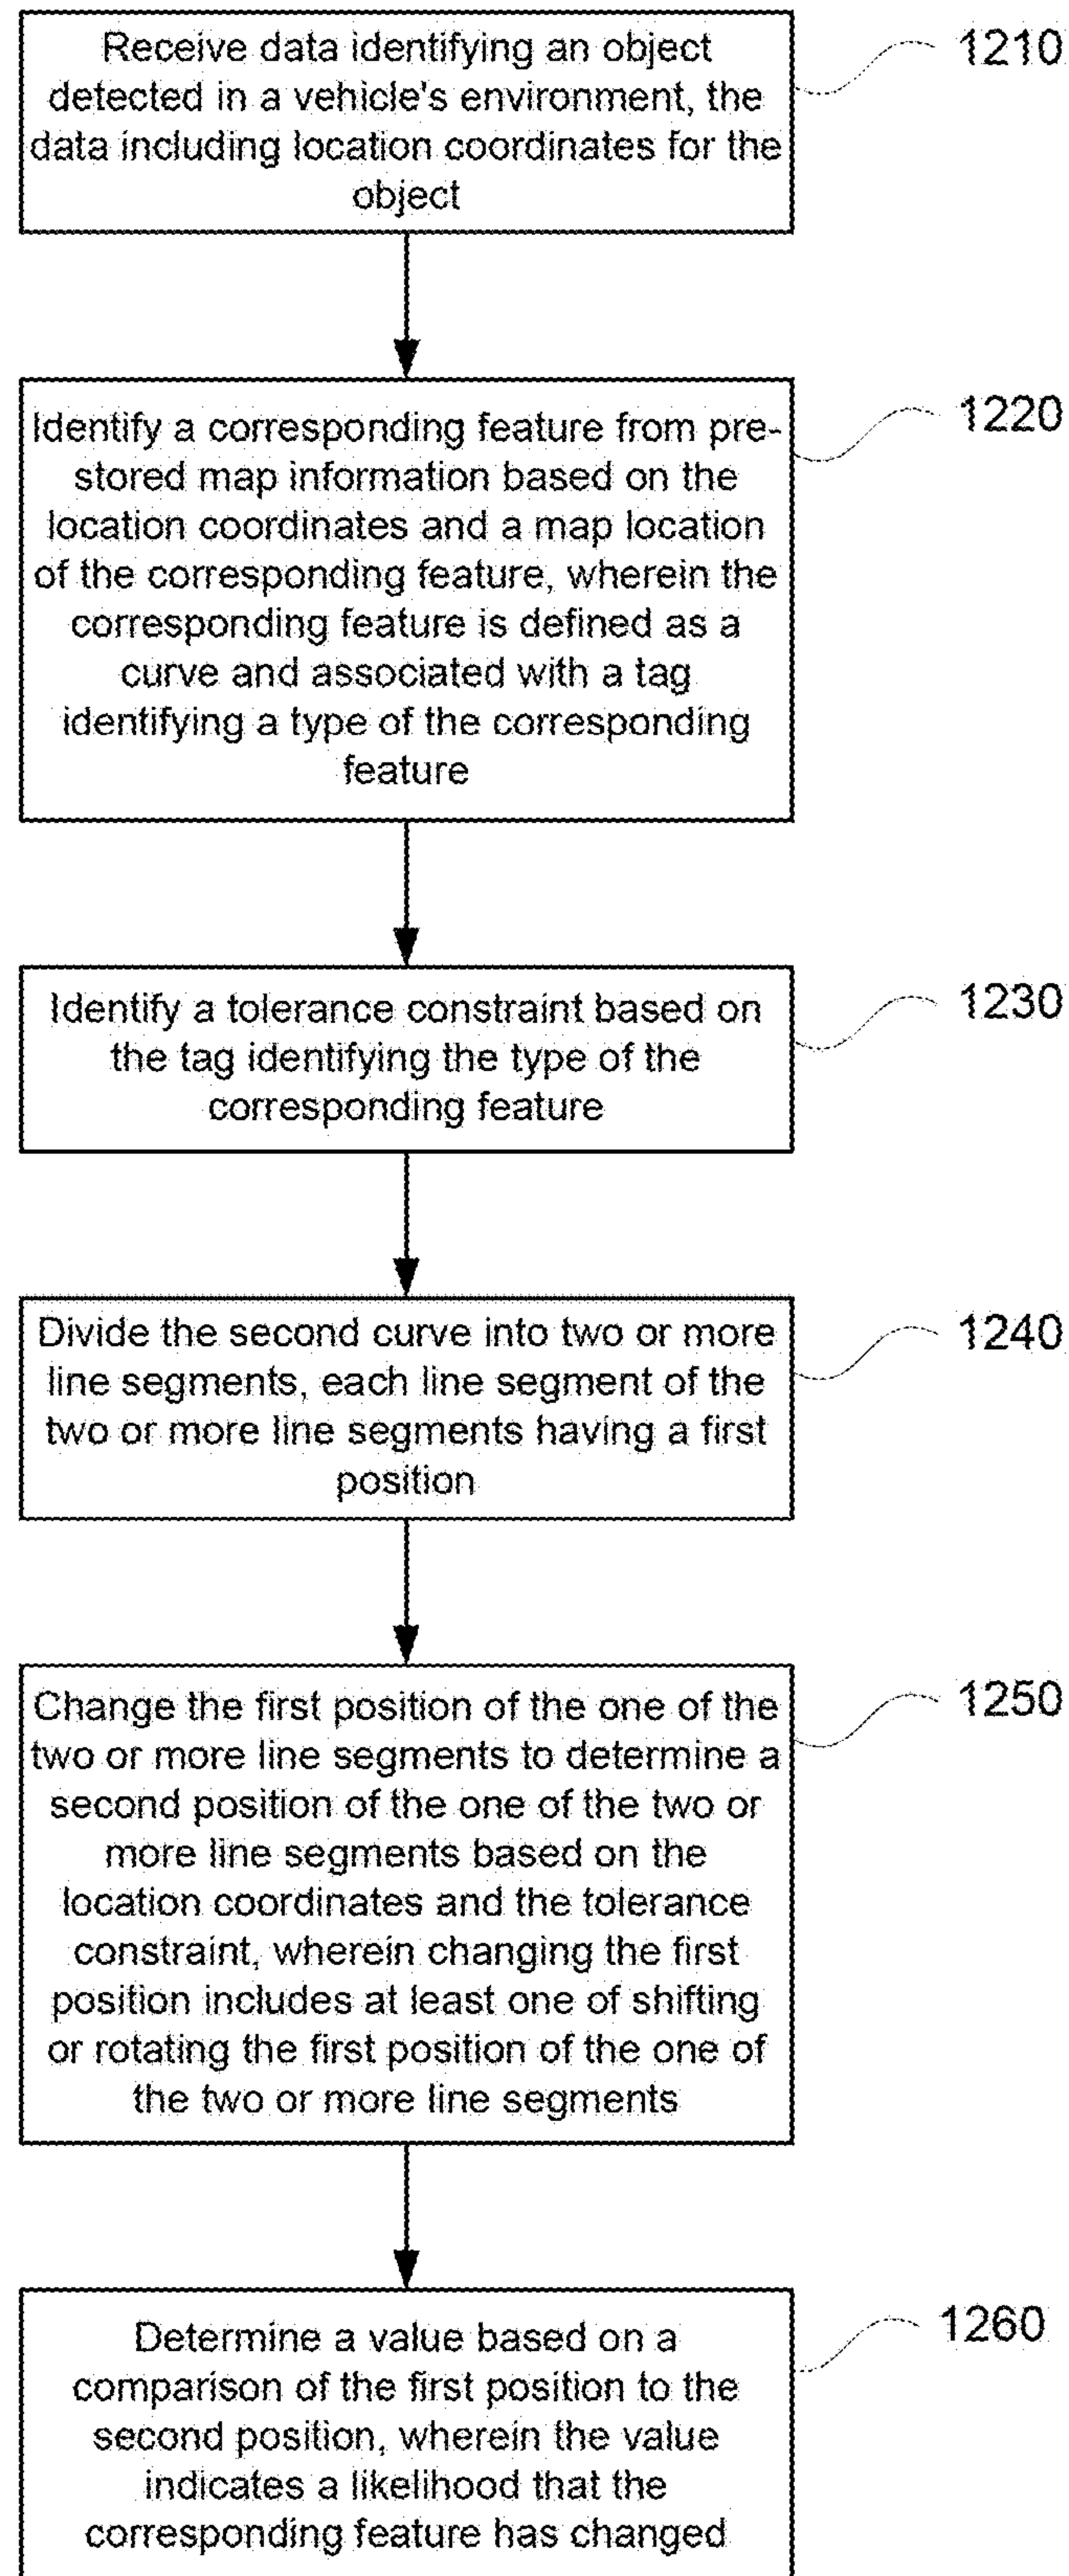 Receive data identifying an object
detected in a vehicle's environment, the
data including location coordinates for the
object
1210
Identify a corresponding feature from pre-
stored map information based on the
location coordinates and a map location
of the corresponding feature, wherein the
corresponding feature is defined as a
curve and associated with a tag
identifying a type of the corresponding
feature
1220
Identify a tolerance constraint based on
the tag identifying the type of the
corresponding feature
1230
Divide the second curve into two or more
line segments, each line segment of the
two or more line segments having a first
position
1240
Change the first position of the one of the
two or more line segments to determine a
second position of the one of the two or
more line segments based on the
location coordinates and the tolerance
constraint, wherein changing the first
position includes at least one of shifting
or rotating the first position of the one of
the two or more line segments
1250
Determine a value based on a
comparison of the first position to the
second position, wherein the value
indicates a likelihood that the
corresponding feature has changed
1260